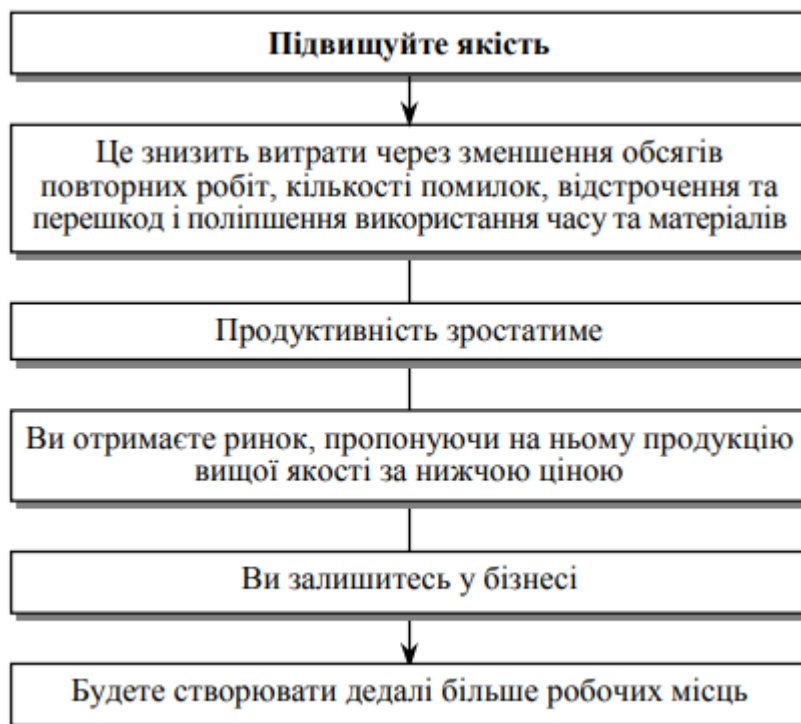 Підвищуйте якість
Це знизить витрати через зменшення обсягів
повторних робіт, кількості помилок, відстрочення та
перешкод і поліпшення використання часу та матеріалів
Продуктивність зростатиме
Ви отримаєте ринок, пропонуючи на ньому продукцію
вищої якості за нижчою ціною
Ви залишитесь у бізнесі
Будете створювати дедалі більше робочих місць